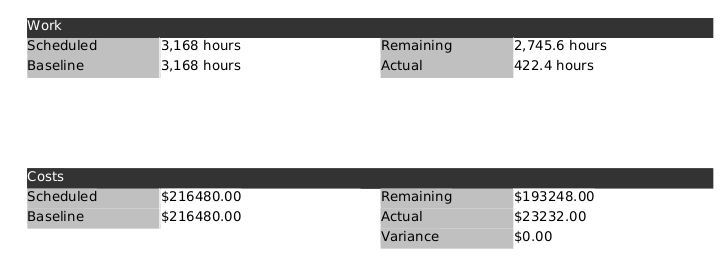 Work
Scheduled 3,168 hours Remaining 2,745.6 hours
Baseline 3,168 hours Actual 422.4 hours
Costs
Scheduled $216480.00 Remaining $193248.00
Baseline $216480.00 Actual $23232.00
Variance $0.00